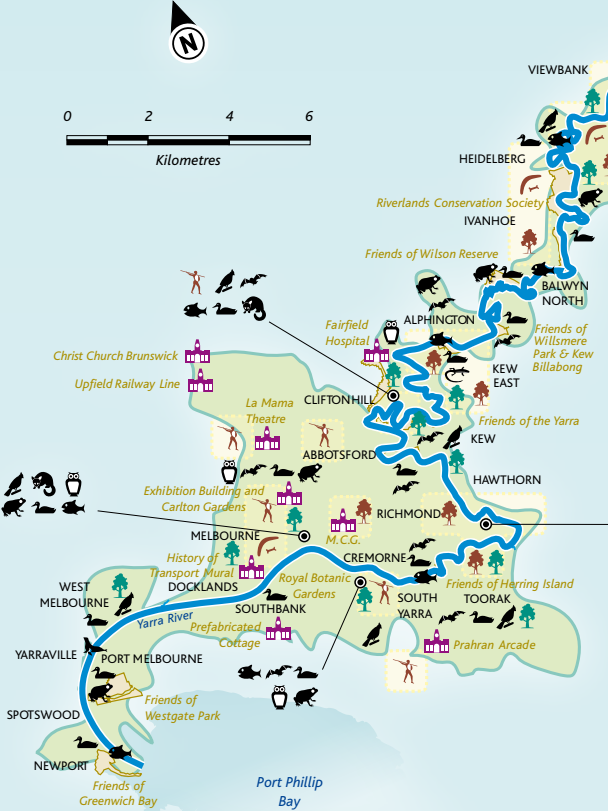 N
0 2 4 6
Kilometres
VIEWBANK
HEIDELBERG
Riverlands Conservation Society
IVANHOE
Friends of Wilson Reserve
BALWYN
NORTH
ALPHINGTON
Fairfield
Hospital
Friends of
Willsmere
Park & Kew
Billabong
Christ Church Brunswick
Upfield Railway Line
KEW
EAST
CLIFTON HILL
La Mama
Theatre
Friends of the Yarra
KEW
ABBOTSFORD
HAWTHORN
Exhibition Building and
Carlton Gardens
RICHMOND
MELBOURNE
M.C.G.
History of
Transport Mural
CREMORNE
DOCKLANDS
Royal Botanic
Gardens
Friends of Herring Island
WEST
MELBOURNE
SOUTHBANK
SOUTH
YARRA
TOORAK
Yarra River
Prefabricated
Cottage
Prahran Arcade
YARRAVILLE
PORT MELBOURNE
Friends of
Westgate Park
SPOTSWOOD
NEWPORT
Friends of
Greenwich Bay
Port Phillip
Bay